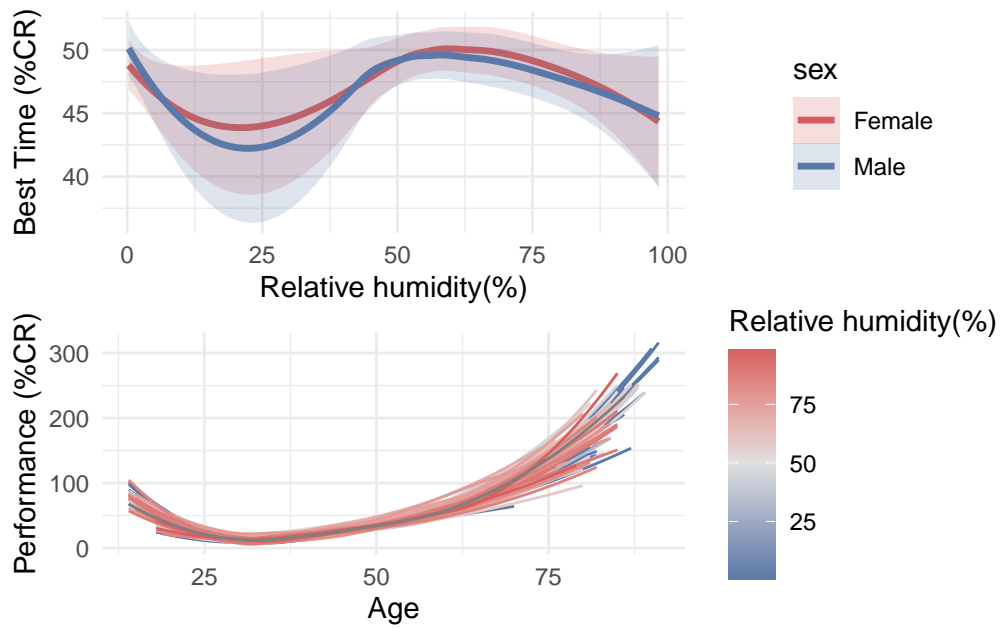 Best Time (%CR)
50
45
40
0
25
50
75
100
Relative humidity(%)
sex
Female
Male
Performance (%CR)
300
200
100
0
25
50
75
Age
Relative humidity(%)
75
50
25